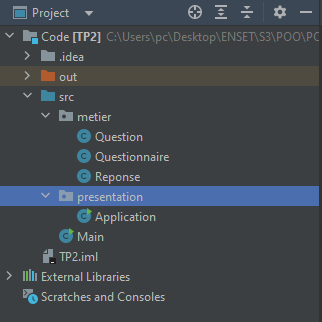 Project
Code [TP2] C:\Users\pc\Desktop\ENSET\S3\POO\PO
.idea
out
src
metier
Question
Questionnaire
Reponse
presentation
Application
Main
TP2.iml
External Libraries
Scratches and Consoles